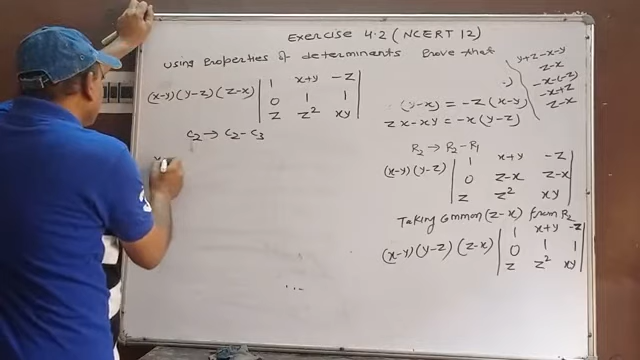 Exercise 4.2 (NCERT 12)
Using Properties of determinants Prove that
(x-y)(y-z)(z-x) | 1 x+y -z |
| 0 1 1 |
| z z² xy |
C₂ → C₂ - C₃
y+z-x-y
z-x
-x-(-z)
-x+z
z-x
(y-x) = -z(x-y)
zx-xy = -x(y-z)
R₂ → R₂-R₁
(x-y)(y-z) | 1 x+y -z |
| 0 z-x z-x |
| z z² xy |
Taking Common (z-x) from R₂
(x-y)(y-z)(z-x) | 1 x+y -z |
| 0 1 1 |
| z z² xy |